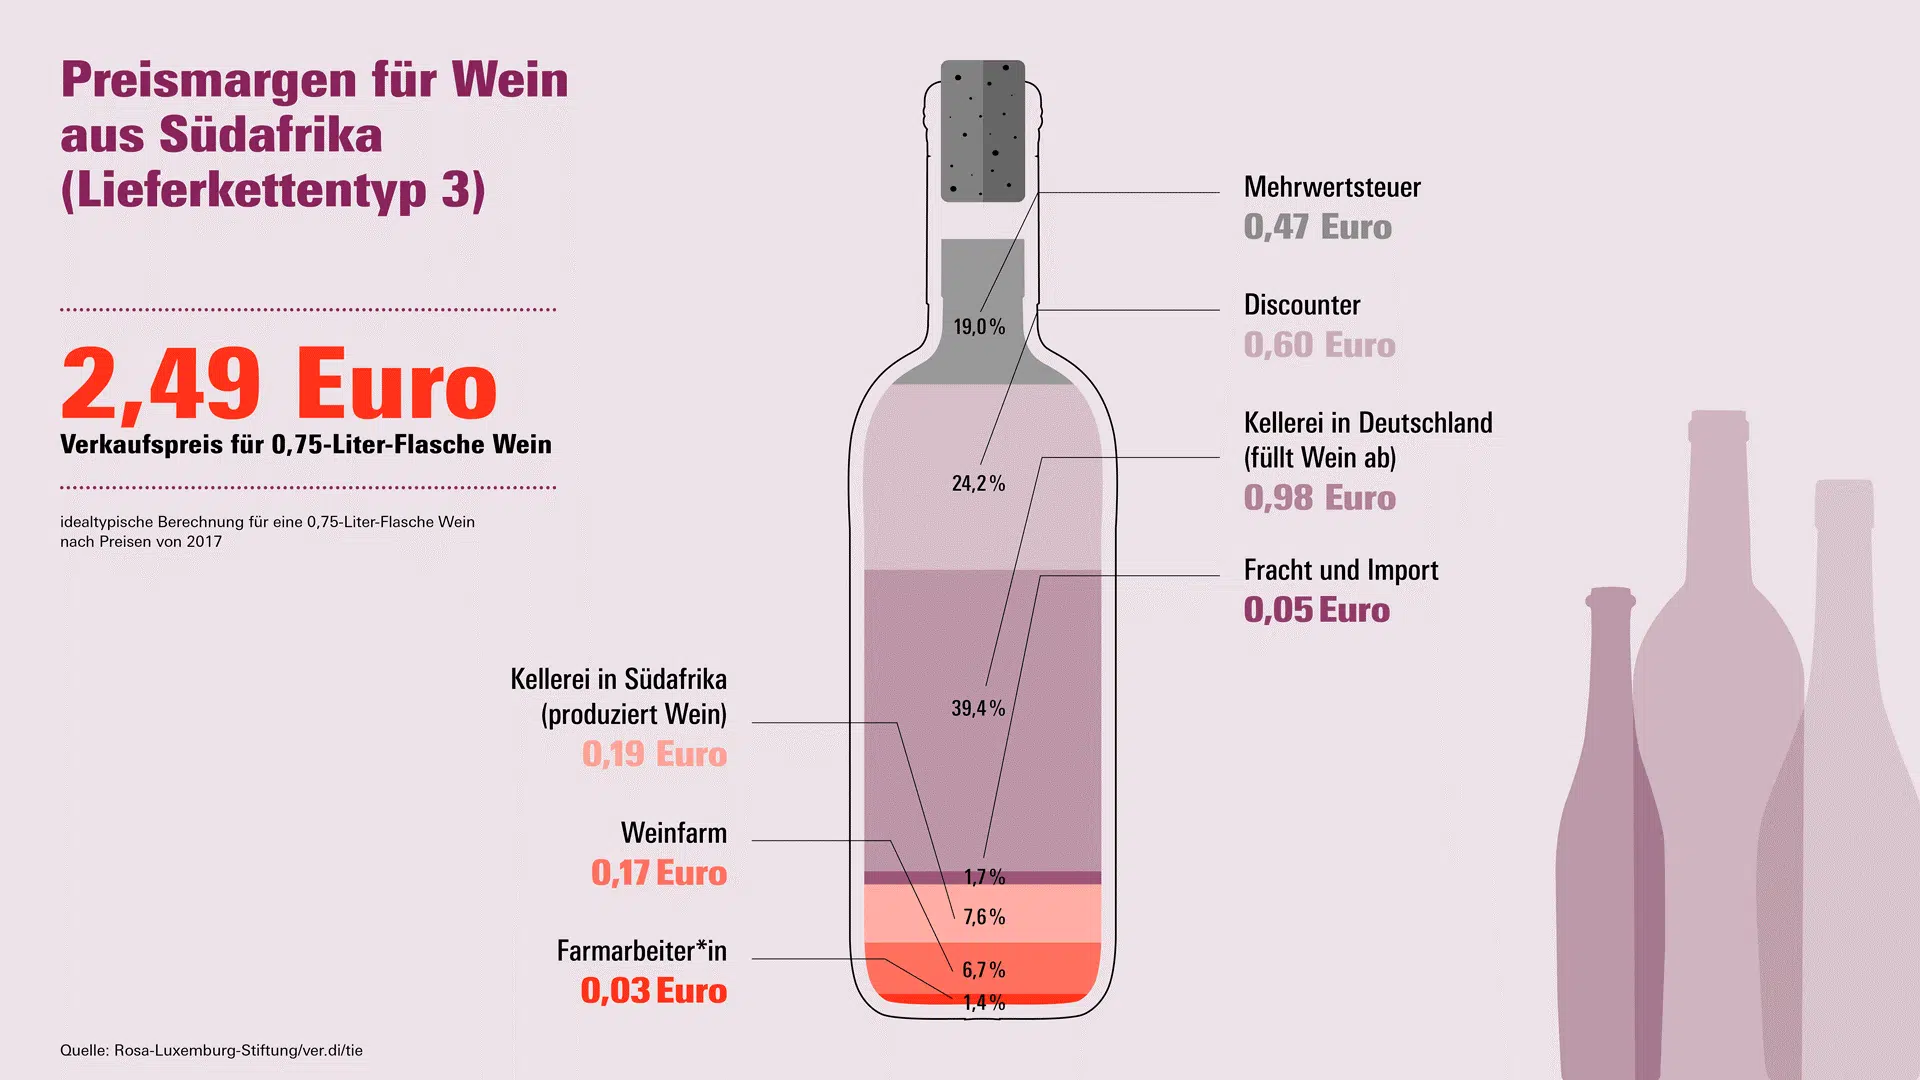 Preismargen für Wein
aus Südafrika
(Lieferkettentyp 3)
2,49 Euro
Verkaufspreis für 0,75-Liter-Flasche Wein
idealtypische Berechnung für eine 0,75-Liter-Flasche Wein
nach Preisen von 2017
Mehrwertsteuer
0,47 Euro
19,0 %
Discounter
0,60 Euro
24,2 %
Kellerei in Deutschland
(füllt Wein ab)
0,98 Euro
39,4 %
Fracht und Import
0,05 Euro
1,7 %
Kellerei in Südafrika
(produziert Wein)
0,19 Euro
7,6 %
Weinfarm
0,17 Euro
6,7 %
Farmarbeiter*in
0,03 Euro
1,4 %
Quelle: Rosa-Luxemburg-Stiftung/ver.di/tie